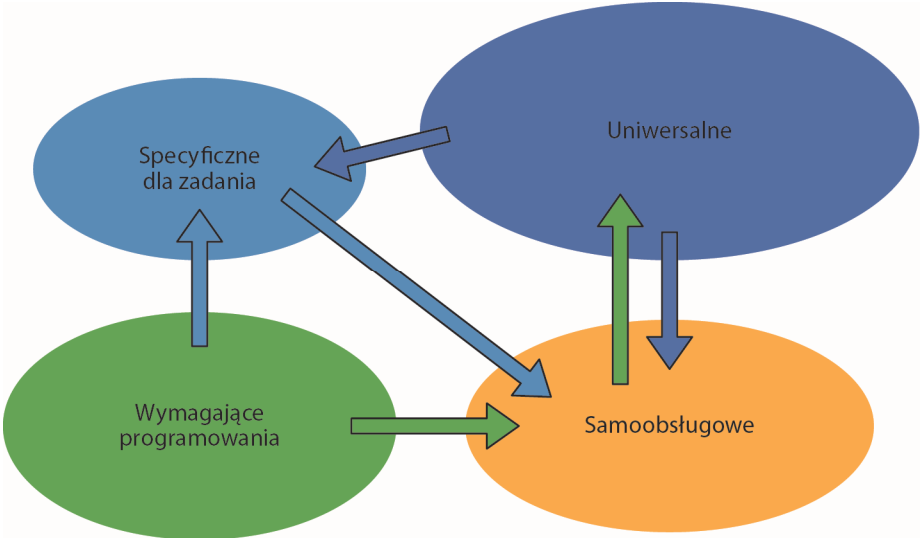 Uniwersalne
Specyficzne
dla zadania
Wymagające
programowania
Samoobsługowe